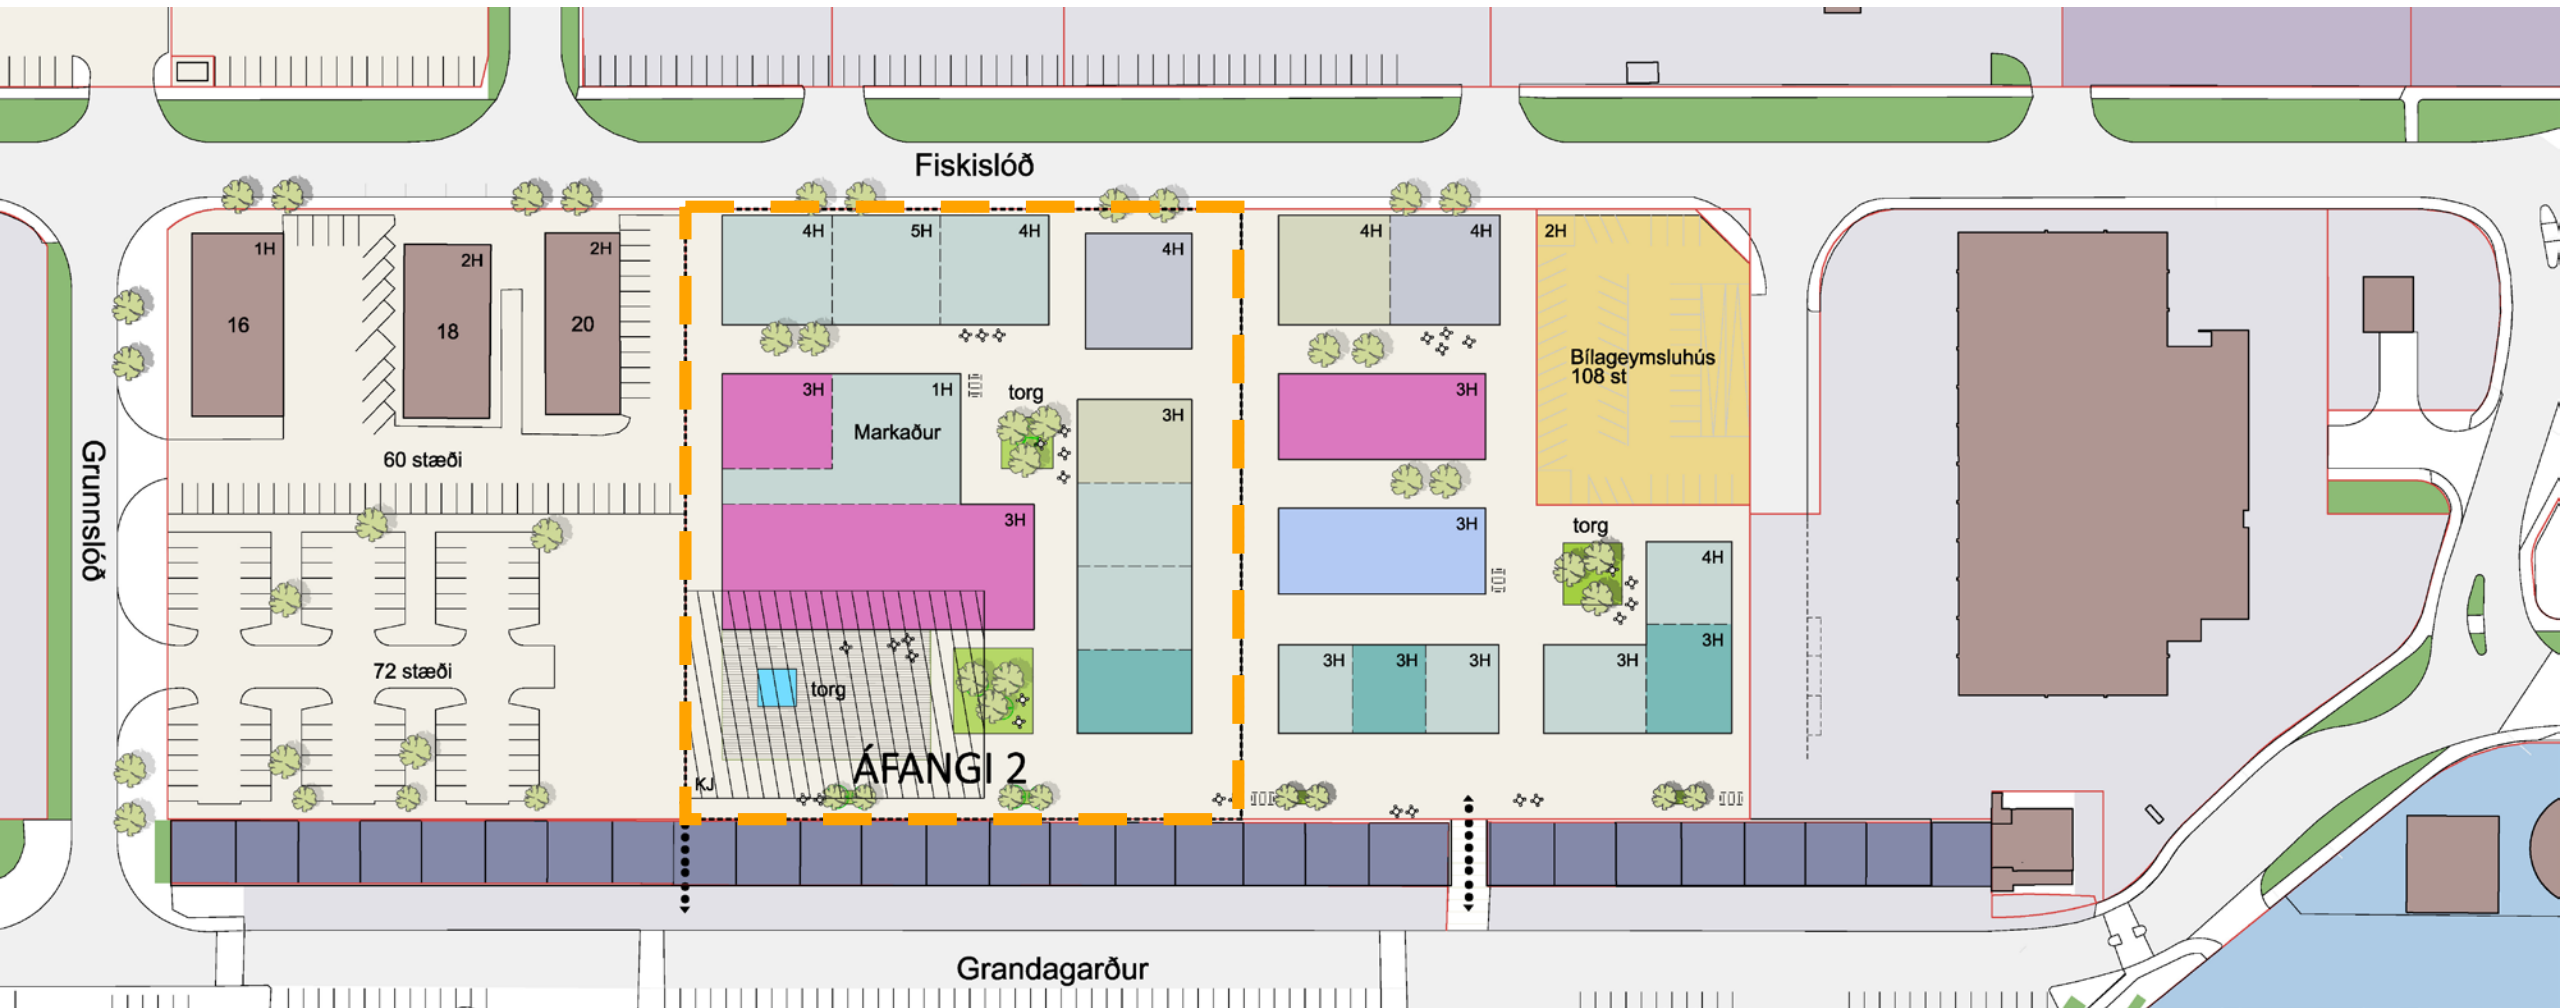 Fiskislóð
1H
2H
2H
16
18
20
4H
5H
4H
4H
4H
4H
2H
Bílageymsluhús
108 st
3H
1H
Markaður
torg
3H
3H
60 stæði
Grunnslóð
3H
3H
torg
4H
3H
72 stæði
torg
3H
3H
3H
3H
ÁFANGI 2
KJ
Grandagarður